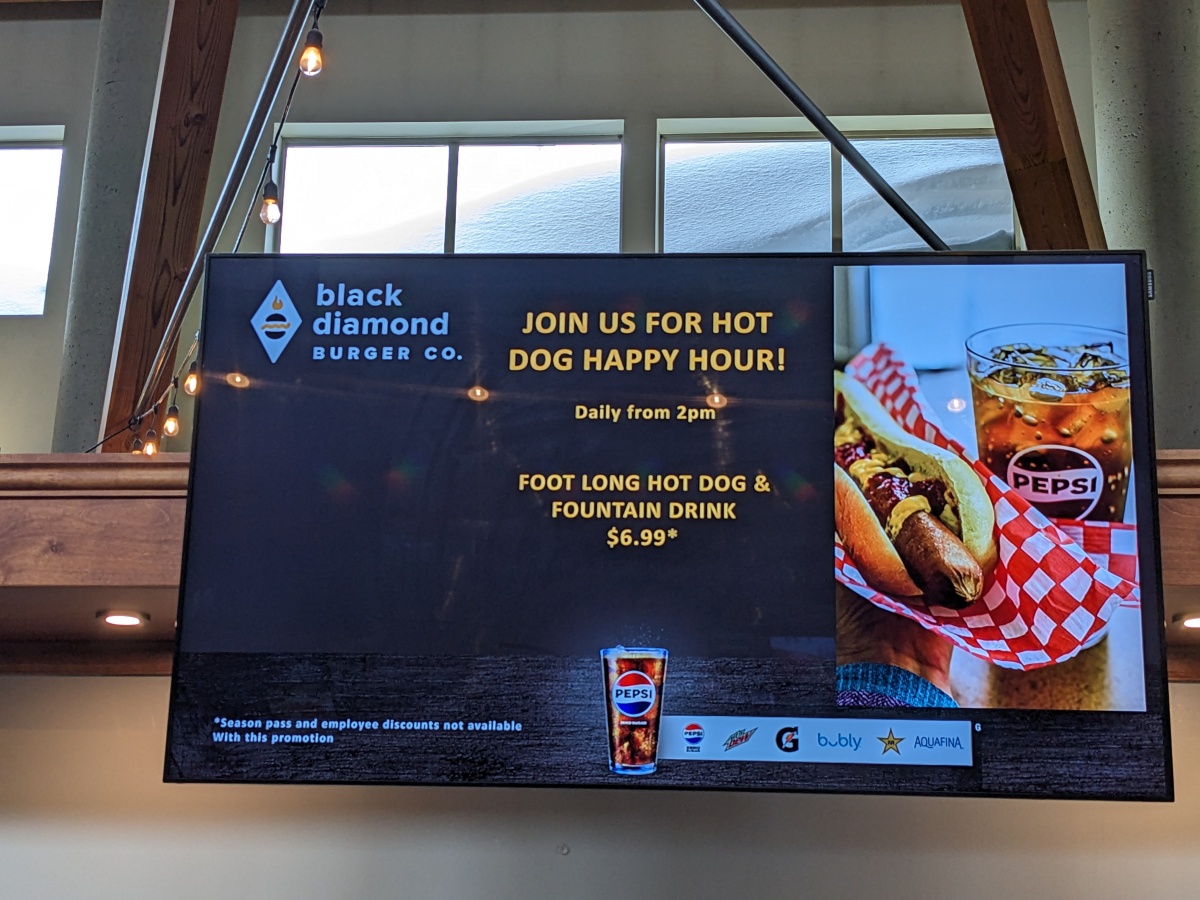 black
diamond
BURGER CO.
JOIN US FOR HOT
DOG HAPPY HOUR!
Daily from 2pm
FOOT LONG HOT DOG &
FOUNTAIN DRINK
$6.99*
PEPSI
PEPSI
*Season pass and employee discounts not available
With this promotion
PEPSI
G
bubly
AQUAFINA
G